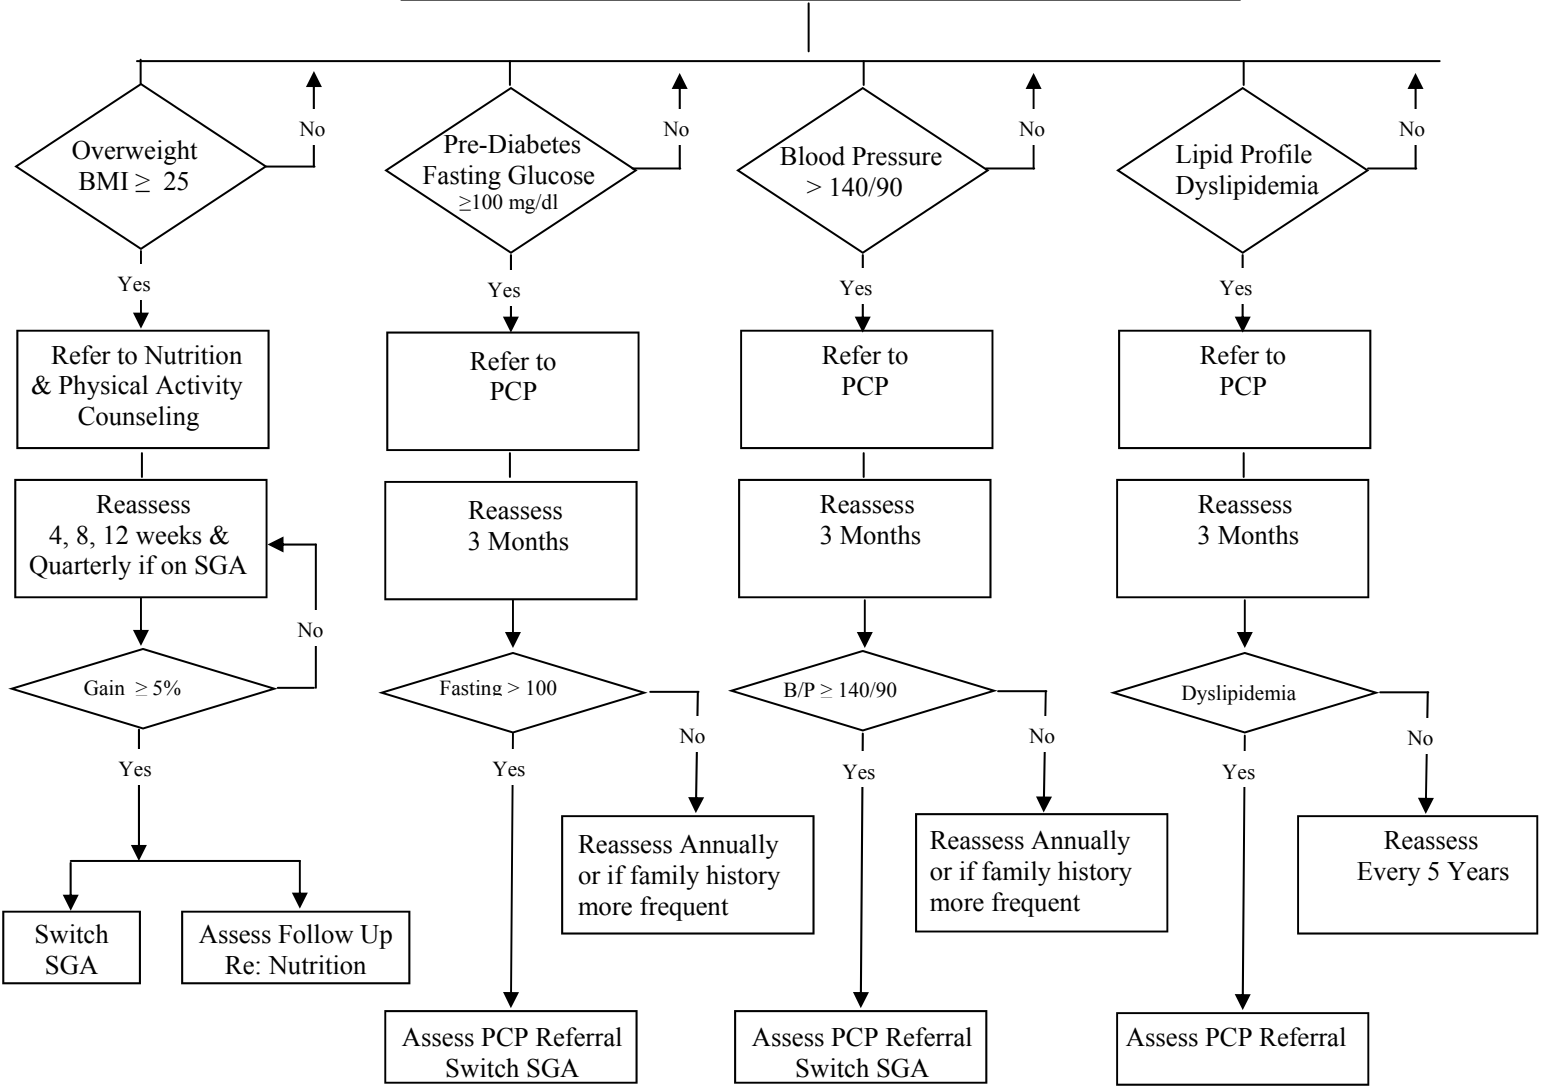 No
No
No
No
Overweight
BMI ≥ 25
Pre-Diabetes
Fasting Glucose
≥100 mg/dl
Blood Pressure
> 140/90
Lipid Profile
Dyslipidemia
Yes
Yes
Yes
Yes
Refer to Nutrition
& Physical Activity
Counseling
Refer to
PCP
Refer to
PCP
Refer to
PCP
Reassess
4, 8, 12 weeks &
Quarterly if on SGA
Reassess
3 Months
Reassess
3 Months
Reassess
3 Months
No
Gain ≥ 5%
Fasting > 100
B/P ≥ 140/90
Dyslipidemia
Yes
Yes
No
Yes
No
Yes
No
Reassess Annually
or if family history
more frequent
Reassess Annually
or if family history
more frequent
Reassess
Every 5 Years
Switch
SGA
Assess Follow Up
Re: Nutrition
Assess PCP Referral
Switch SGA
Assess PCP Referral
Switch SGA
Assess PCP Referral